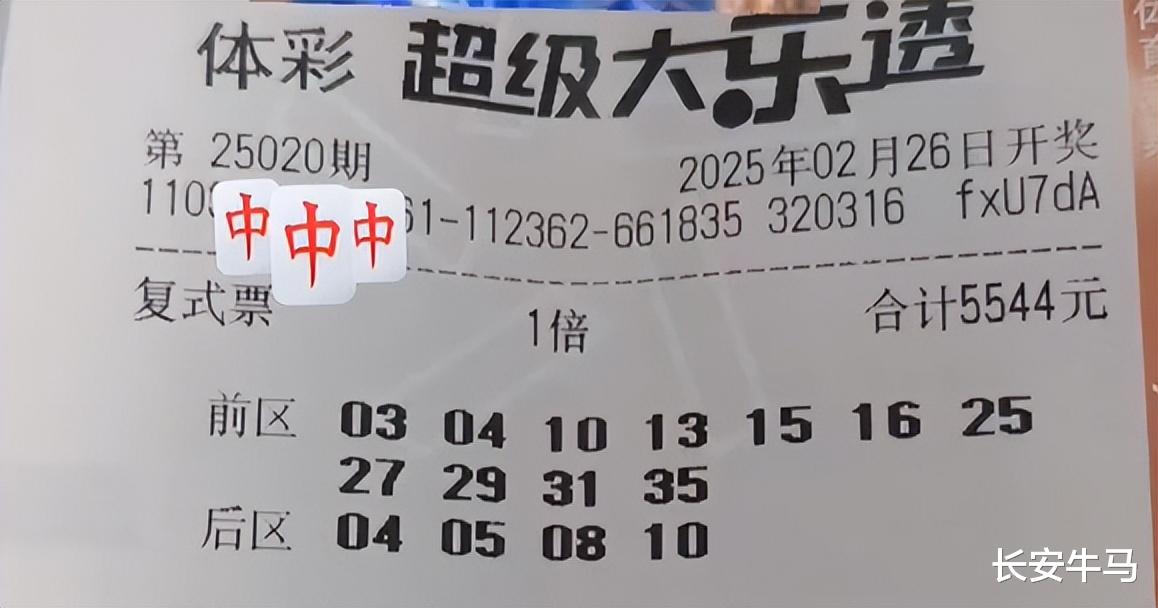 体彩 超级大乐透
第 25020期 2025年02月26日开奖
110 中中中 61-112362-661835 320316 fxU7dA
复式票 1倍 合计5544元
前区 03 04 10 13 15 16 25
27 29 31 35
后区 04 05 08 10
长安牛马